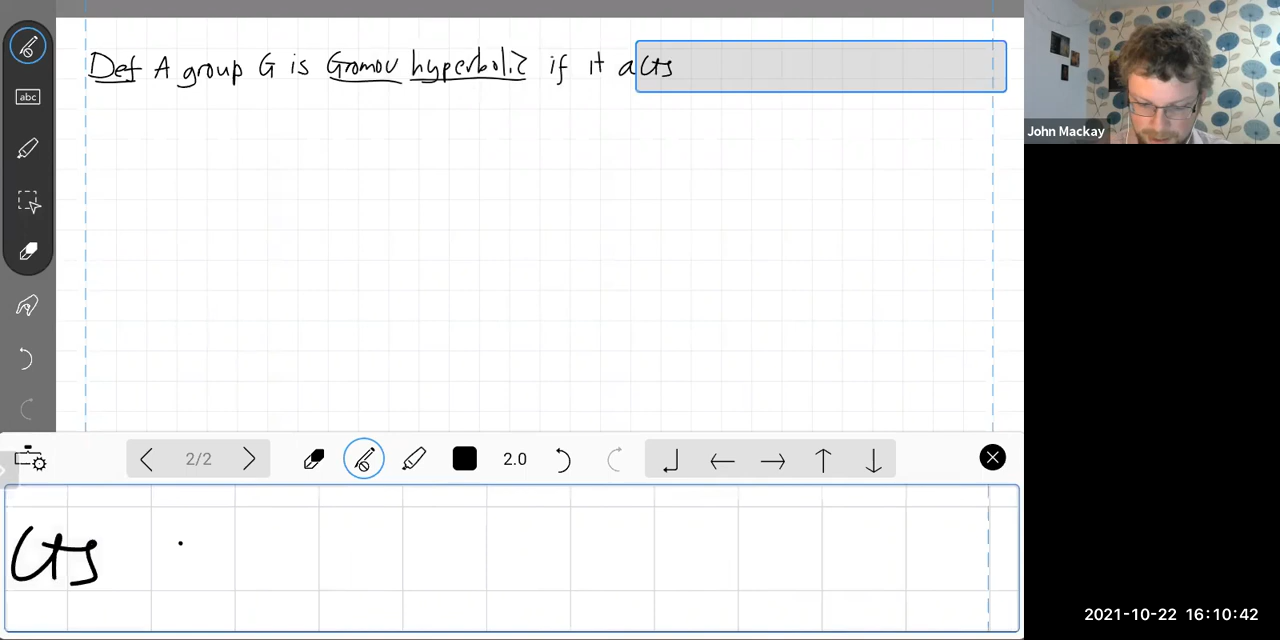 Def A group G is Gromov hyperbolic if it acts
abc
John Mackay
2/2
2.0
cts
2021-10-22 16:10:42